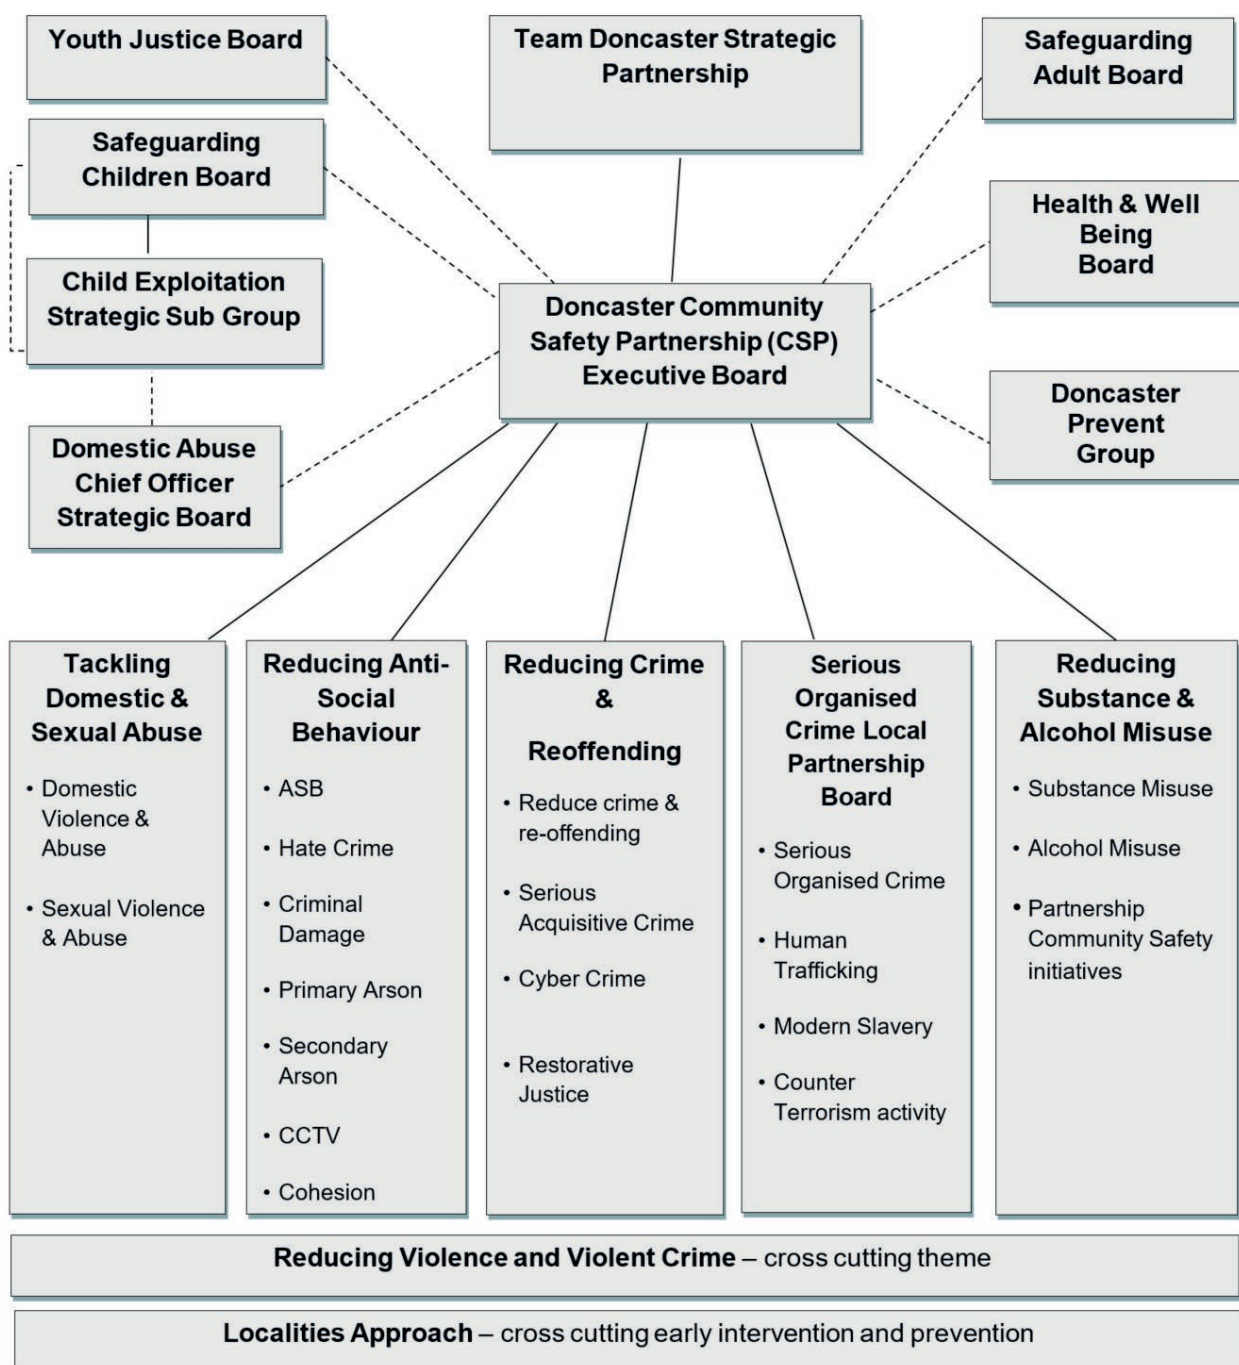 Youth Justice Board
Team Doncaster Strategic
Partnership
Safeguarding
Adult Board
Safeguarding
Children Board
Health & Well
Being
Board
Child Exploitation
Strategic Sub Group
Doncaster Community
Safety Partnership (CSP)
Executive Board
Doncaster
Prevent
Group
Domestic Abuse
Chief Officer
Strategic Board
Tackling
Domestic &
Sexual Abuse
• Domestic
Violence &
Abuse
• Sexual Violence
& Abuse
Reducing Anti-
Social
Behaviour
• ASB
• Hate Crime
• Criminal
Damage
• Primary Arson
• Secondary
Arson
• CCTV
• Cohesion
Reducing Crime
&
Reoffending
• Reduce crime &
re-offending
• Serious
Acquisitive Crime
• Cyber Crime
• Restorative
Justice
Serious
Organised
Crime Local
Partnership
Board
• Serious
Organised Crime
• Human
Trafficking
• Modern Slavery
• Counter
Terrorism activity
Reducing
Substance &
Alcohol Misuse
• Substance Misuse
• Alcohol Misuse
• Partnership
Community Safety
initiatives
Reducing Violence and Violent Crime – cross cutting theme
Localities Approach – cross cutting early intervention and prevention